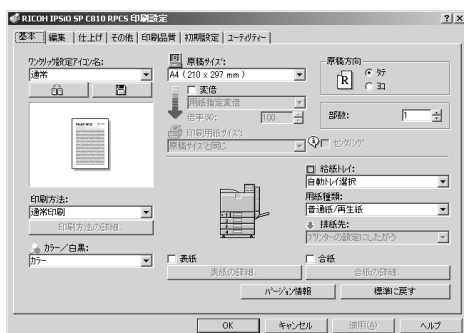 RICOH IPSiO SP C810 RPCS 印刷設定
基本 編集 仕上げ その他 印刷品質 初期設定 ユーティリティー
ワンクリック設定アイコン名:
通常
原稿サイズ:
A4 (210 x 297 mm)
変倍
用紙指定変倍
倍率(%): 100
印刷用紙サイズ:
原稿サイズと同じ
原稿方向
タテ
ヨコ
部数: 1
センタリング
印刷方法:
通常印刷
印刷方法の詳細...
カラー/白黒:
カラー
給紙トレイ:
自動トレイ選択
用紙種類:
普通紙/再生紙
排紙先:
プリンターの設定にしたがう
表紙
表紙の詳細...
合紙
合紙の詳細...
バージョン情報
標準に戻す
OK キャンセル 適用(A) ヘルプ